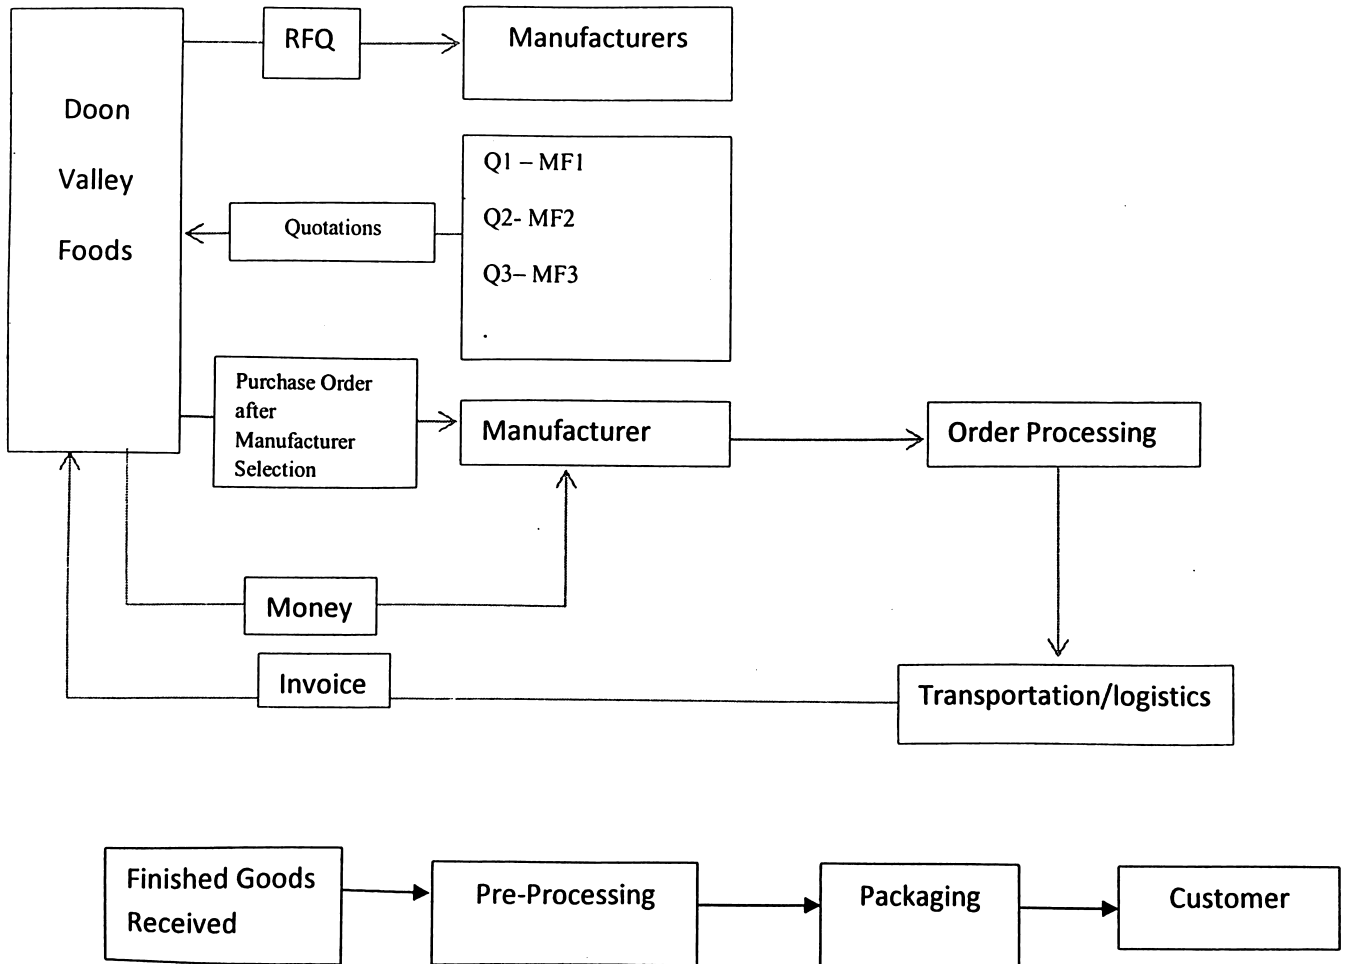 Doon
Valley
Foods
RFQ
Manufacturers
Q1 – MF1
Q2- MF2
Q3– MF3
.
Quotations
Purchase Order
after
Manufacturer
Selection
Manufacturer
Order Processing
Money
Invoice
Transportation/logistics
Finished Goods
Received
Pre-Processing
Packaging
Customer